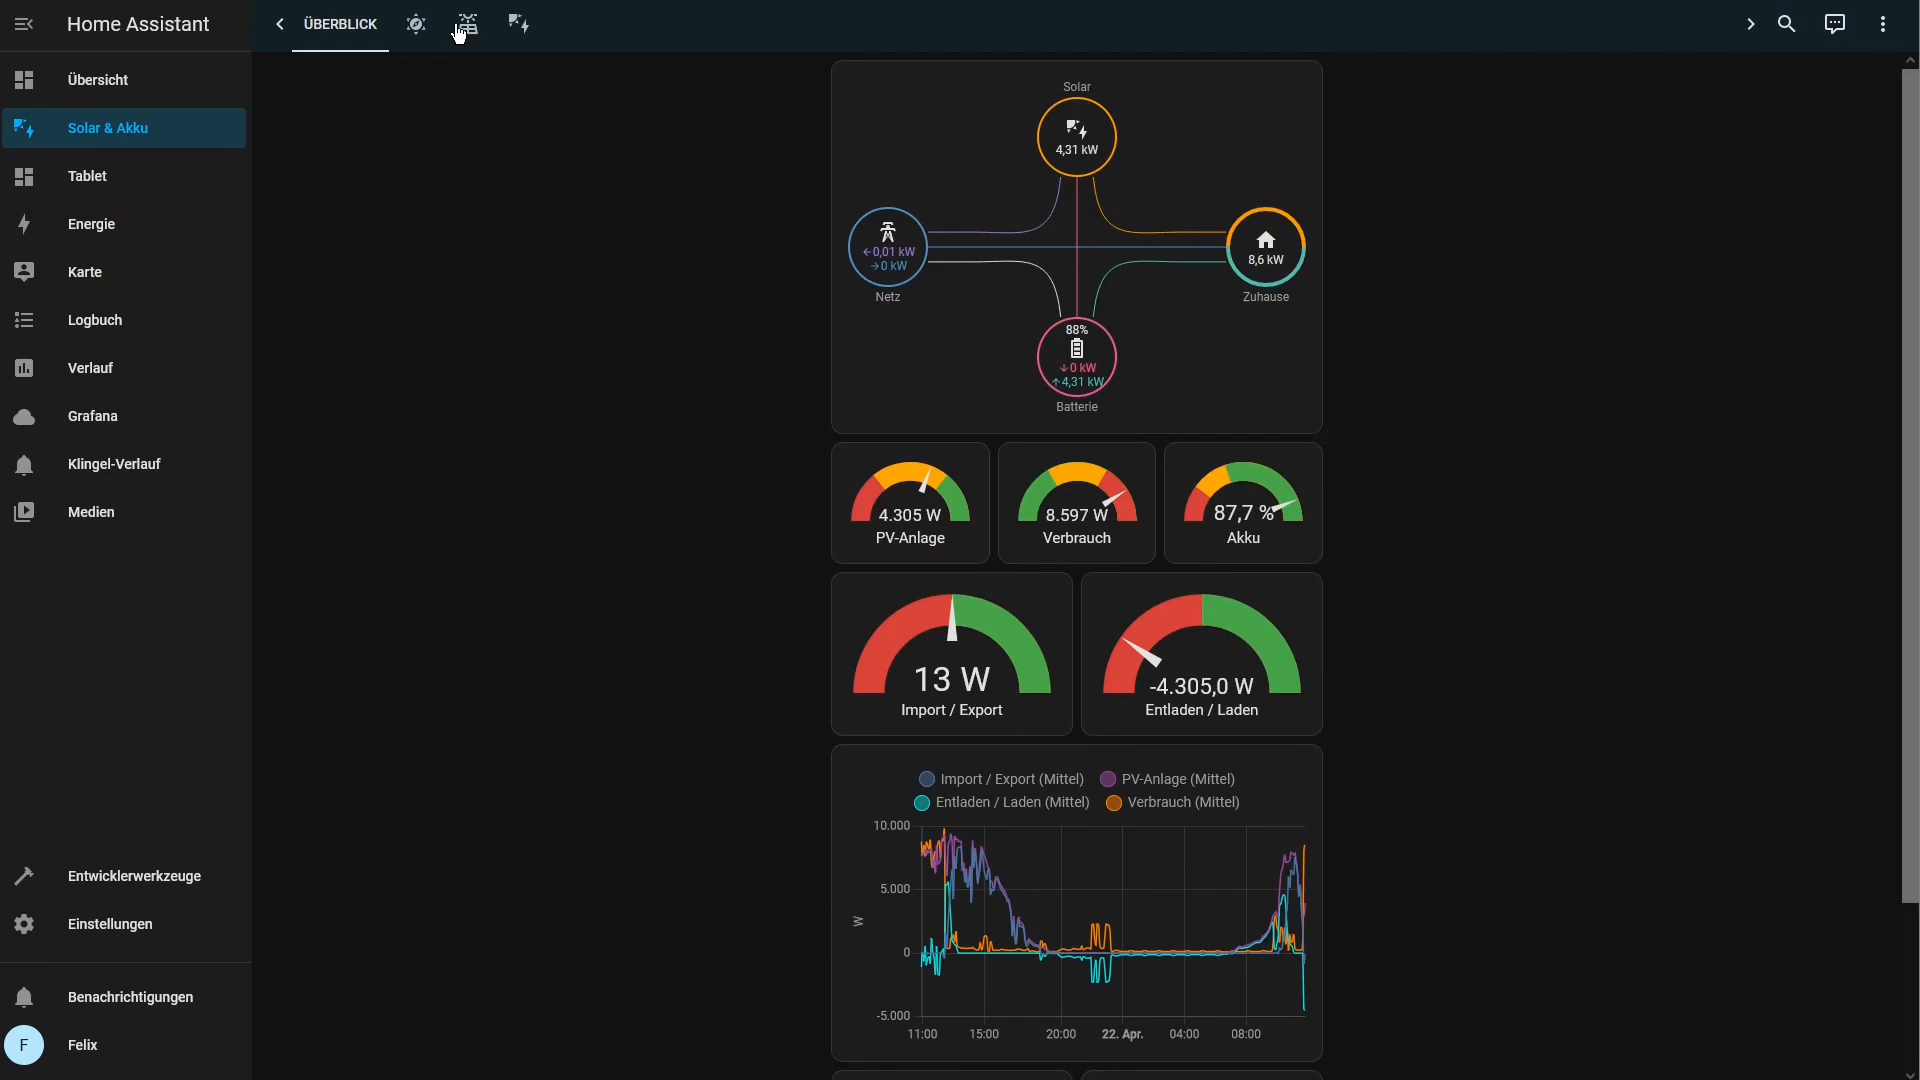 Home Assistant
ÜBERBLICK
Übersicht
Solar & Akku
Tablet
Energie
Karte
Logbuch
Verlauf
Grafana
Klingel-Verlauf
Medien
Entwicklerwerkzeuge
Einstellungen
Benachrichtigungen
F
Felix
Solar
4,31 kW
←0,01 kW
→0 kW
Netz
8,6 kW
Zuhause
88%
↓0 kW
↑4,31 kW
Batterie
4.305 W
PV-Anlage
8.597 W
Verbrauch
87,7 %
Akku
13 W
Import / Export
-4.305,0 W
Entladen / Laden
Import / Export (Mittel) PV-Anlage (Mittel)
Entladen / Laden (Mittel) Verbrauch (Mittel)
10.000
5.000
W
0
-5.000
11:00 15:00 20:00 22. Apr. 04:00 08:00